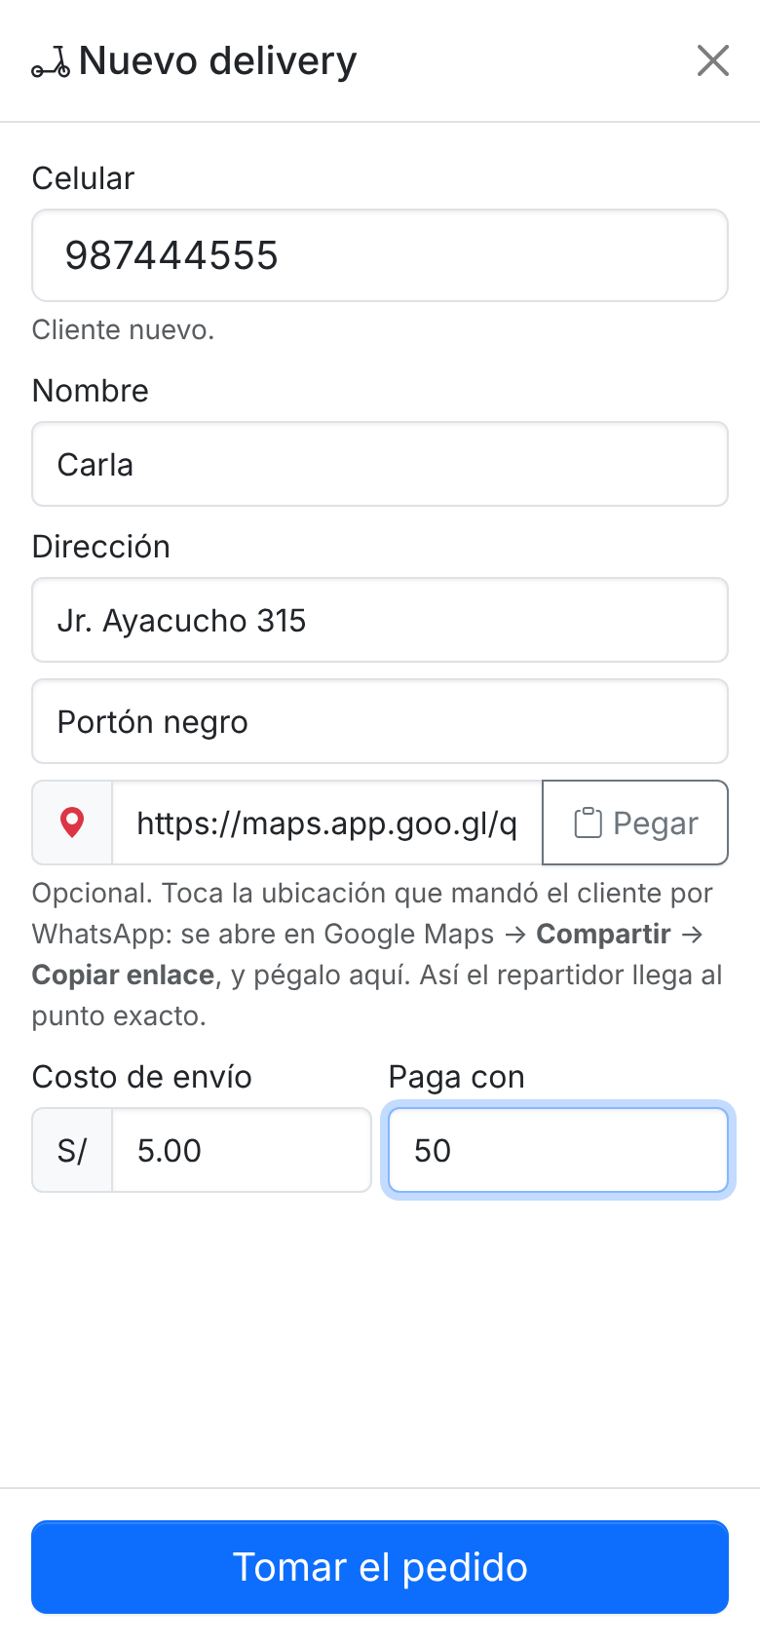 Nuevo delivery
Celular
987444555
Cliente nuevo.
Nombre
Carla
Dirección
Jr. Ayacucho 315
Portón negro
https://maps.app.goo.gl/q
Pegar
Opcional. Toca la ubicación que mandó el cliente por
WhatsApp: se abre en Google Maps → Compartir →
Copiar enlace, y pégalo aquí. Así el repartidor llega al
punto exacto.
Costo de envío
Paga con
S/ 5.00
50
Tomar el pedido